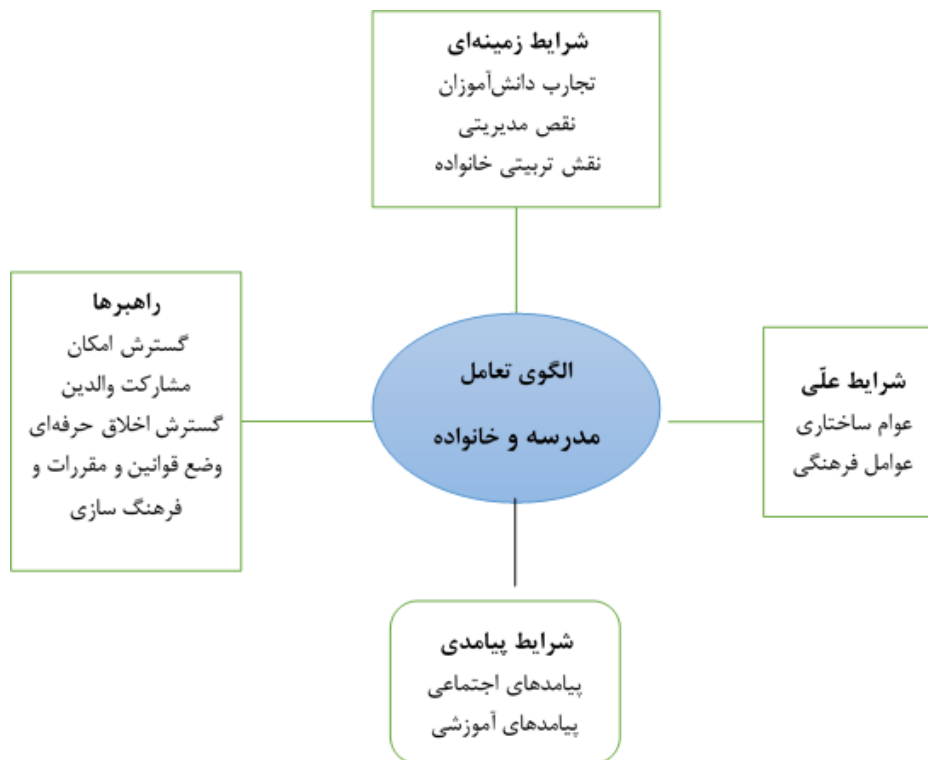 شرایط زمینه‌ای
تجارب دانش‌آموزان
نقص مدیریتی
نقش تربیتی خانواده
شرایط علّی
عوام ساختاری
عوامل فرهنگی
الگوی تعامل
مدرسه و خانواده
راهبرها
گسترش امکان
مشارکت والدین
گسترش اخلاق حرفه‌ای
وضع قوانین و مقررات و
فرهنگ سازی
شرایط پیامدی
پیامدهای اجتماعی
پیامدهای آموزشی